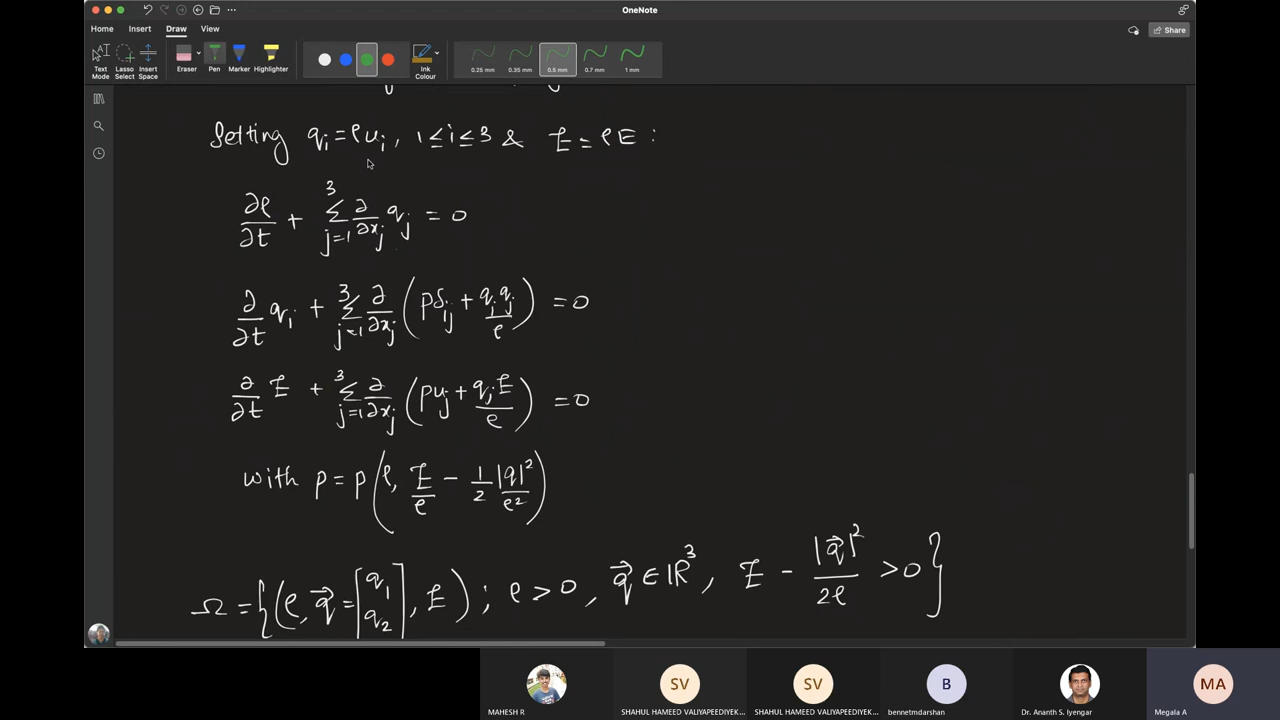 OneNote
Home Insert Draw View
Share
Text Mode Lasso Select Insert Space Eraser Pen Marker Highlighter Ink Colour 0.25 mm 0.35 mm 0.5 mm 0.7 mm 1 mm
Setting qᵢ = ρuᵢ, 1 ≤ i ≤ 3 & E = ρE :
∂ρ/∂t + Σ_{j=1}^{3} ∂/∂xⱼ qⱼ = 0
∂/∂t qᵢ + Σ_{j=1}^{3} ∂/∂xⱼ (pδᵢⱼ + qᵢqⱼ/ρ) = 0
∂/∂t E + Σ_{j=1}^{3} ∂/∂xⱼ (puⱼ + qⱼE/ρ) = 0
with p = p(ρ, E/ρ − 1/2 |q|²/ρ²)
Ω = {(ρ, q⃗ = [q₁ q₂], E) ; ρ > 0, q⃗ ∈ ℝ³, E − |q⃗|²/2ρ > 0}
SV SV B MA
MAHESH R SHAHUL HAMEED VALIYAPEEDIYEK... SHAHUL HAMEED VALIYAPEEDIYEK... bennetmdarshan Dr. Ananth S. Iyengar Megala A